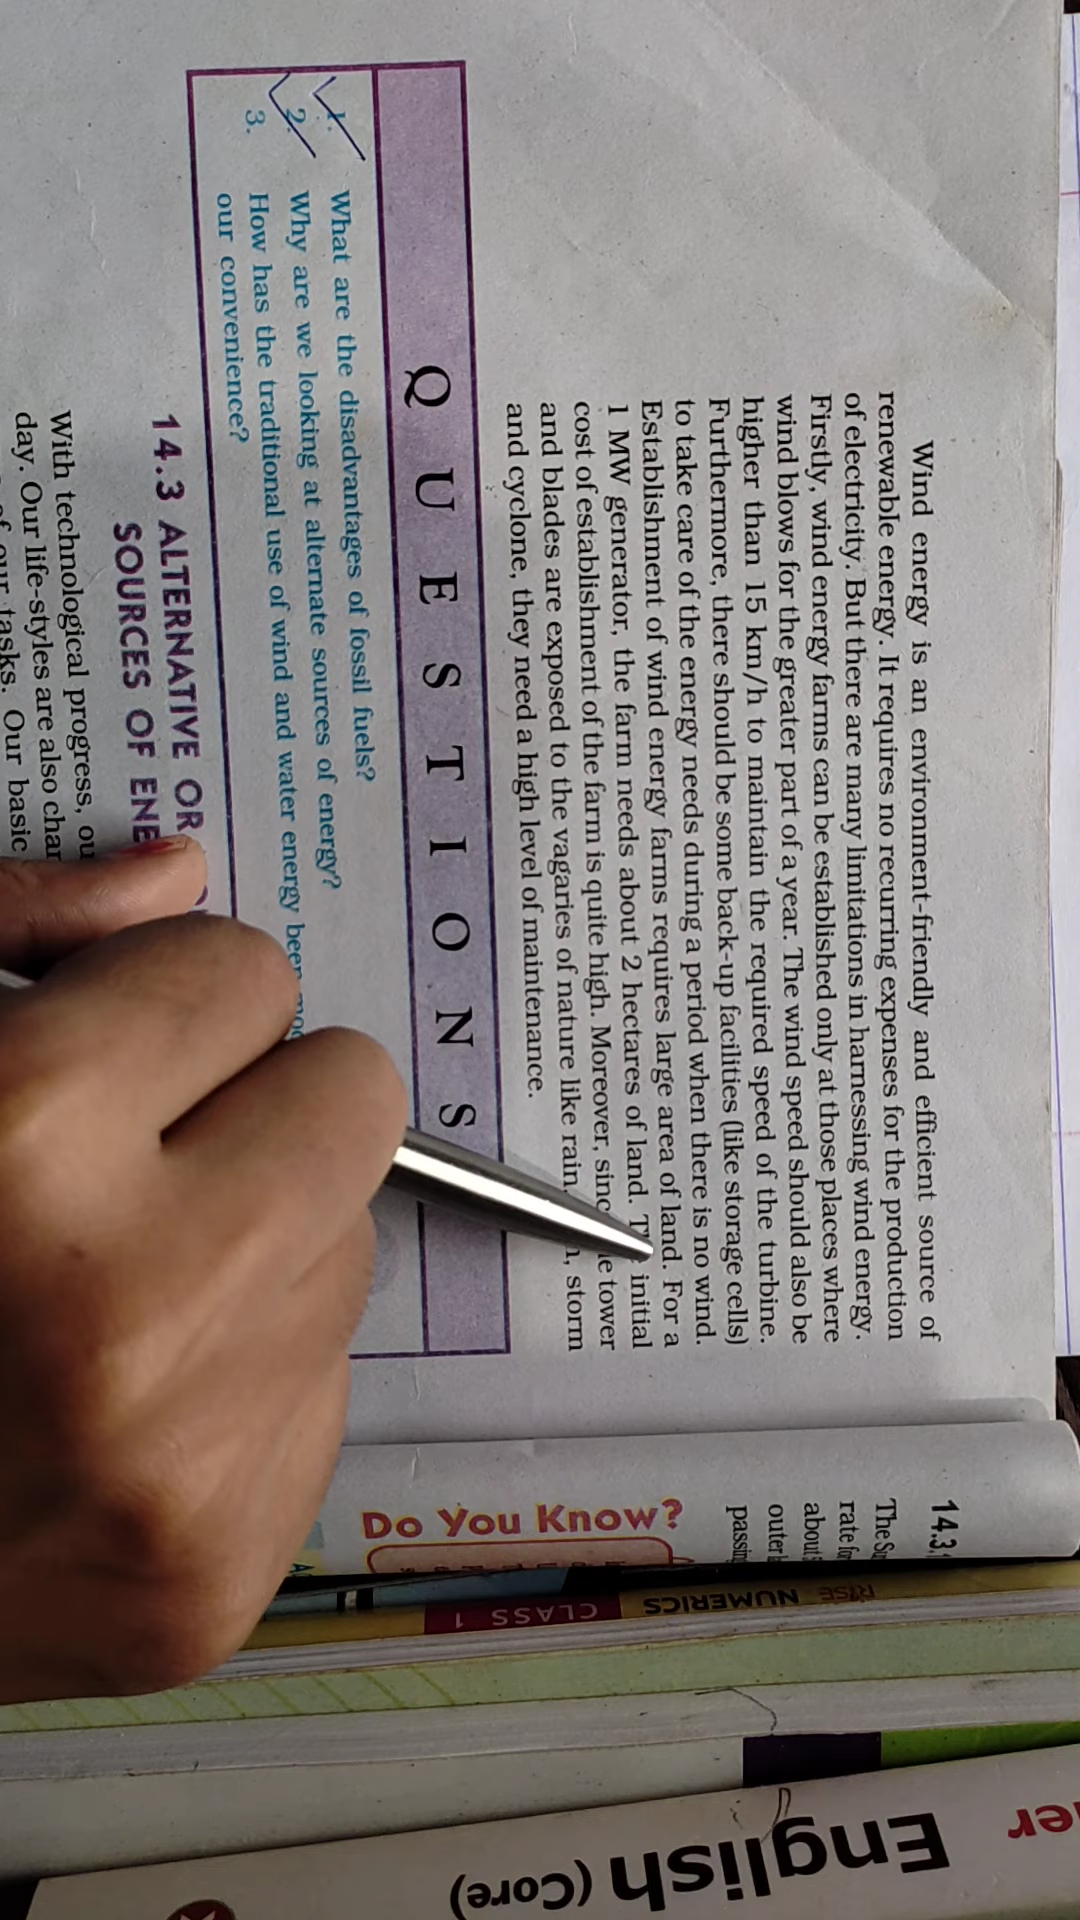 Wind energy is an environment-friendly and efficient source of
renewable energy. It requires no recurring expenses for the production
of electricity. But there are many limitations in harnessing wind energy.
Firstly, wind energy farms can be established only at those places where
wind blows for the greater part of a year. The wind speed should also be
higher than 15 km/h to maintain the required speed of the turbine.
Furthermore, there should be some back-up facilities (like storage cells)
to take care of the energy needs during a period when there is no wind.
Establishment of wind energy farms requires large area of land. For a
1 MW generator, the farm needs about 2 hectares of land. initial
cost of establishment of the farm is quite high. Moreover, tower
and blades are exposed to the vagaries of nature like rain, storm
and cyclone, they need a high level of maintenance.
QUESTIONS
1. What are the disadvantages of fossil fuels?
2. Why are we looking at alternate sources of energy?
3. How has the traditional use of wind and water energy been
our convenience?
14.3 ALTERNATIVE OR
SOURCES OF
With technological progress,
day. Our life-styles are also
of our tasks. Our basic
14.3.
The
rate
about
outer
Do You Know?
RISE NUMERICS
CLASS 1
English (Core)